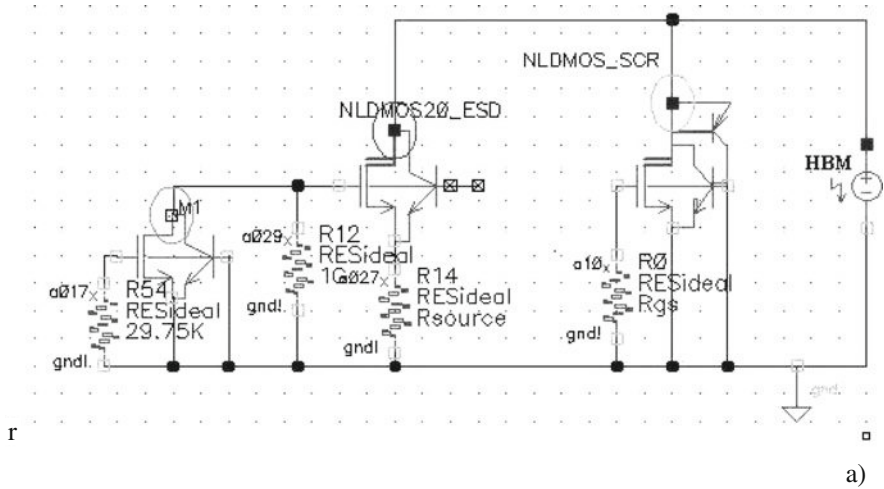 NLDMOS_SCR
NLDMOS20_ESD
HBM
M1
a029
R12
RESideal
1G
a027
R14
RESideal
Rsource
gnd!
a017
R54
RESideal
29.75K
gnd!
gnd!
a10
R0
RESideal
Rgs
gnd!
gnd!
r
a)